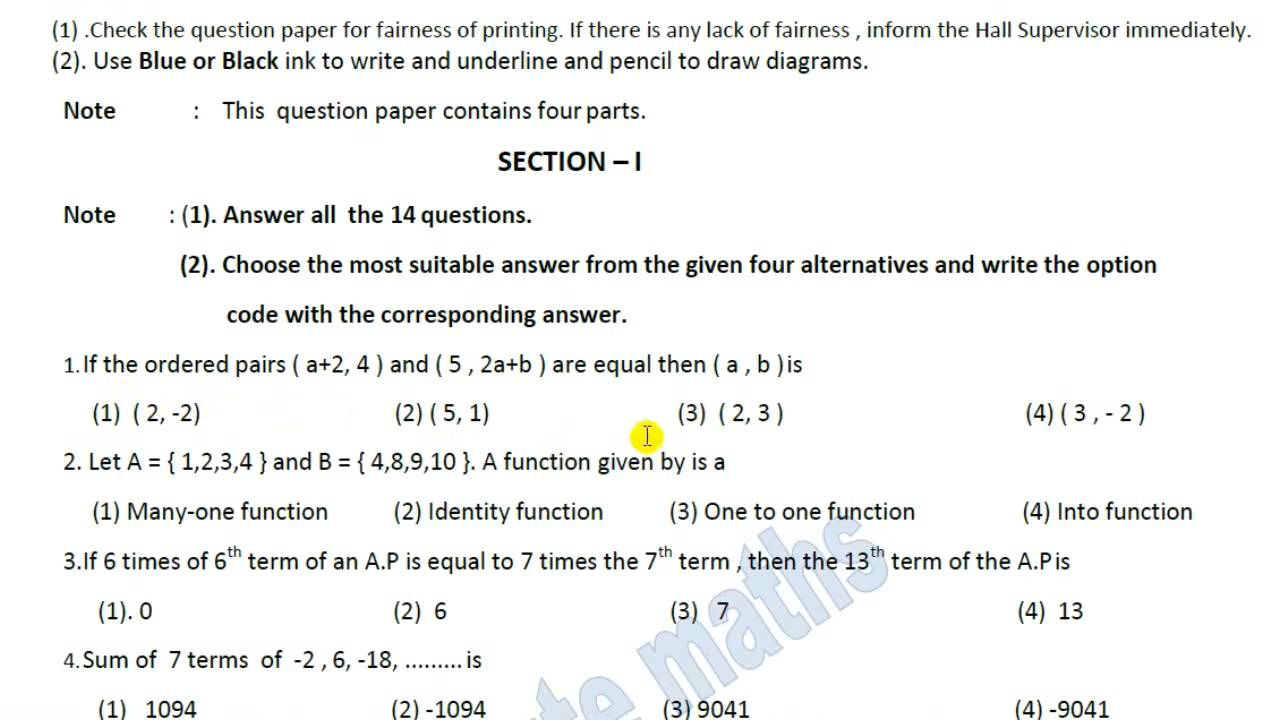 (1) .Check the question paper for fairness of printing. If there is any lack of fairness , inform the Hall Supervisor immediately.
(2). Use Blue or Black ink to write and underline and pencil to draw diagrams.
Note : This question paper contains four parts.
SECTION – I
Note : (1). Answer all the 14 questions.
(2). Choose the most suitable answer from the given four alternatives and write the option
code with the corresponding answer.
1. If the ordered pairs ( a+2, 4 ) and ( 5 , 2a+b ) are equal then ( a , b ) is
(1) ( 2, -2) (2) ( 5, 1) (3) ( 2, 3 ) (4) ( 3 , - 2 )
2. Let A = { 1,2,3,4 } and B = { 4,8,9,10 }. A function given by is a
(1) Many-one function (2) Identity function (3) One to one function (4) Into function
3.If 6 times of 6th term of an A.P is equal to 7 times the 7th term , then the 13th term of the A.P is
(1). 0 (2) 6 (3) 7 (4) 13
4. Sum of 7 terms of -2 , 6, -18, ......... is
(1) 1094 (2) -1094 (3) 9041 (4) -9041
maths